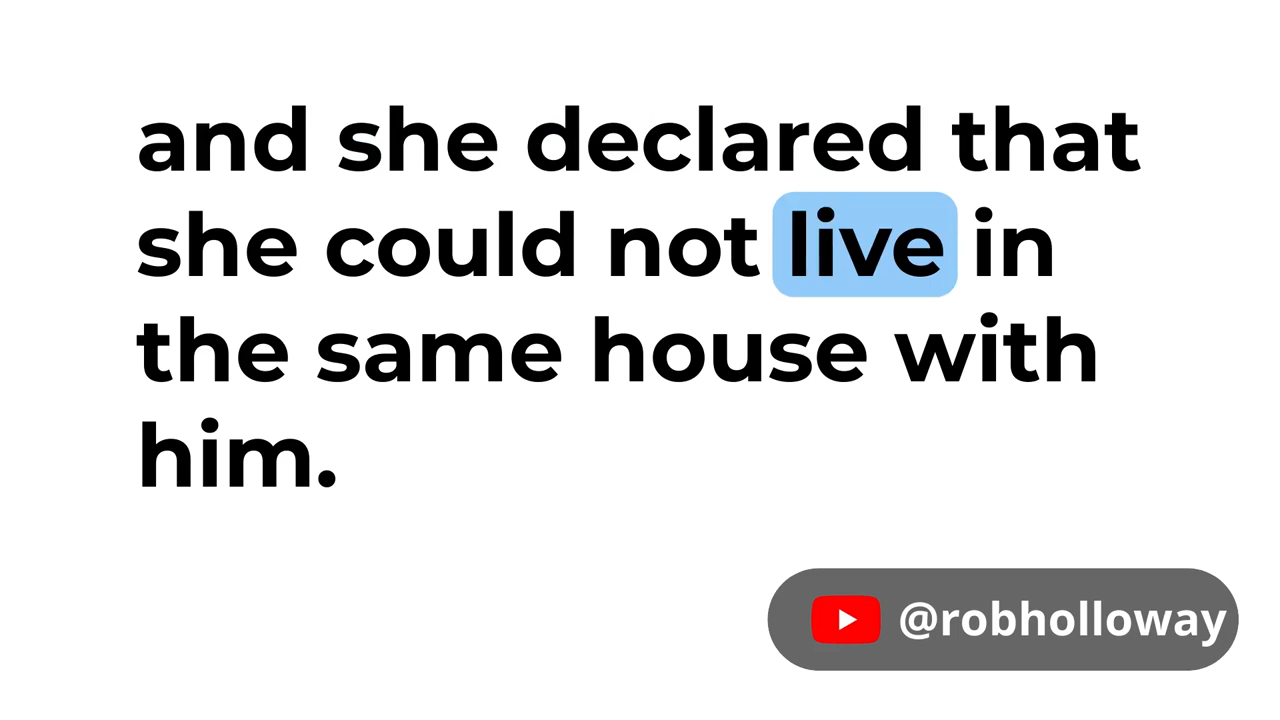 and she declared that
she could not live in
the same house with
him.
@robholloway